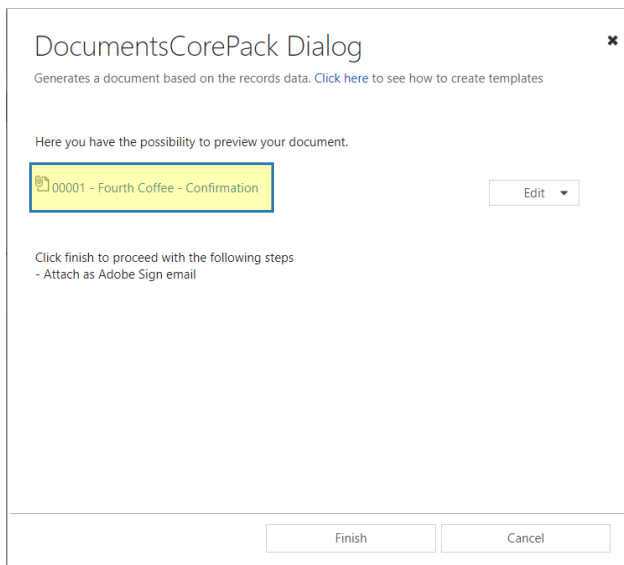 DocumentsCorePack Dialog
Generates a document based on the records data. Click here to see how to create templates
Here you have the possibility to preview your document.
00001 - Fourth Coffee - Confirmation
Edit
Click finish to proceed with the following steps
- Attach as Adobe Sign email
Finish
Cancel